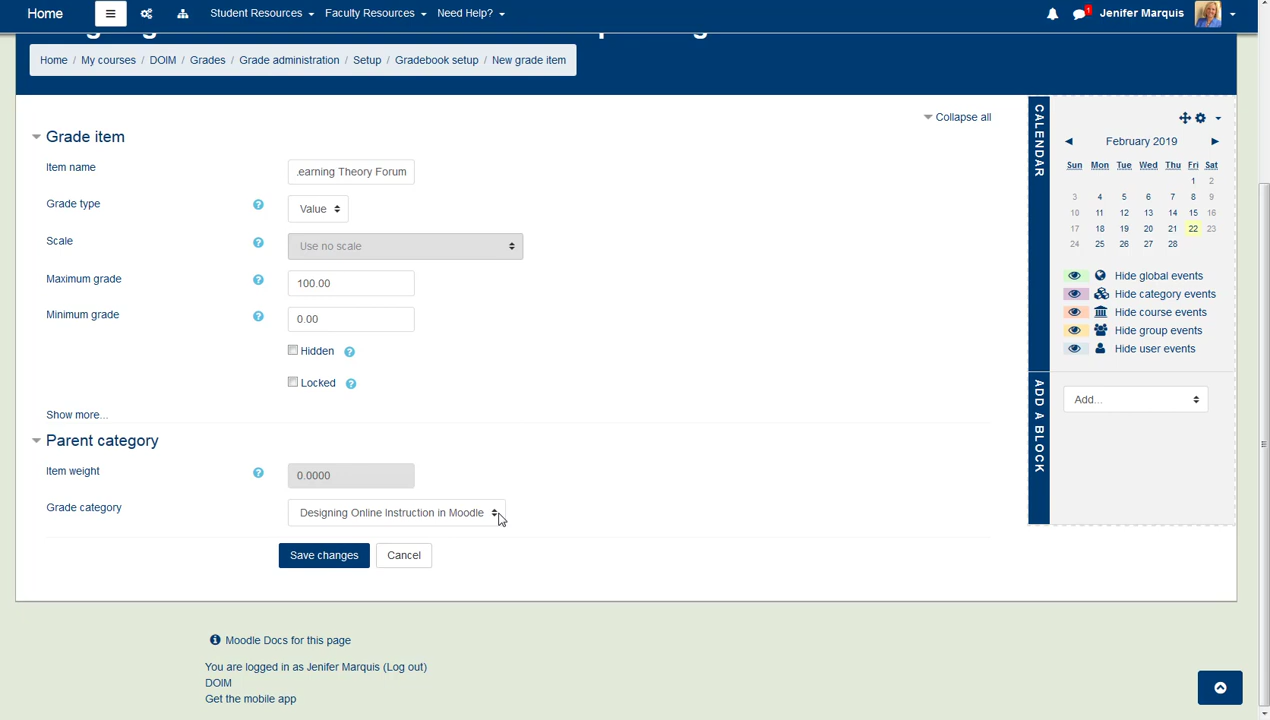 Home Student Resources Faculty Resources Need Help? 1 Jenifer Marquis
Home / My courses / DOIM / Grades / Grade administration / Setup / Gradebook setup / New grade item
Collapse all
Grade item
Item name
earning Theory Forum
Grade type
Value
Scale
Use no scale
Maximum grade
100.00
Minimum grade
0.00
Hidden
Locked
Show more...
Parent category
Item weight
0.0000
Grade category
Designing Online Instruction in Moodle
Save changes Cancel
CALENDAR
February 2019
Sun Mon Tue Wed Thu Fri Sat
1 2
3 4 5 6 7 8 9
10 11 12 13 14 15 16
17 18 19 20 21 22 23
24 25 26 27 28
Hide global events
Hide category events
Hide course events
Hide group events
Hide user events
ADD A BLOCK
Add...
Moodle Docs for this page
You are logged in as Jenifer Marquis (Log out)
DOIM
Get the mobile app